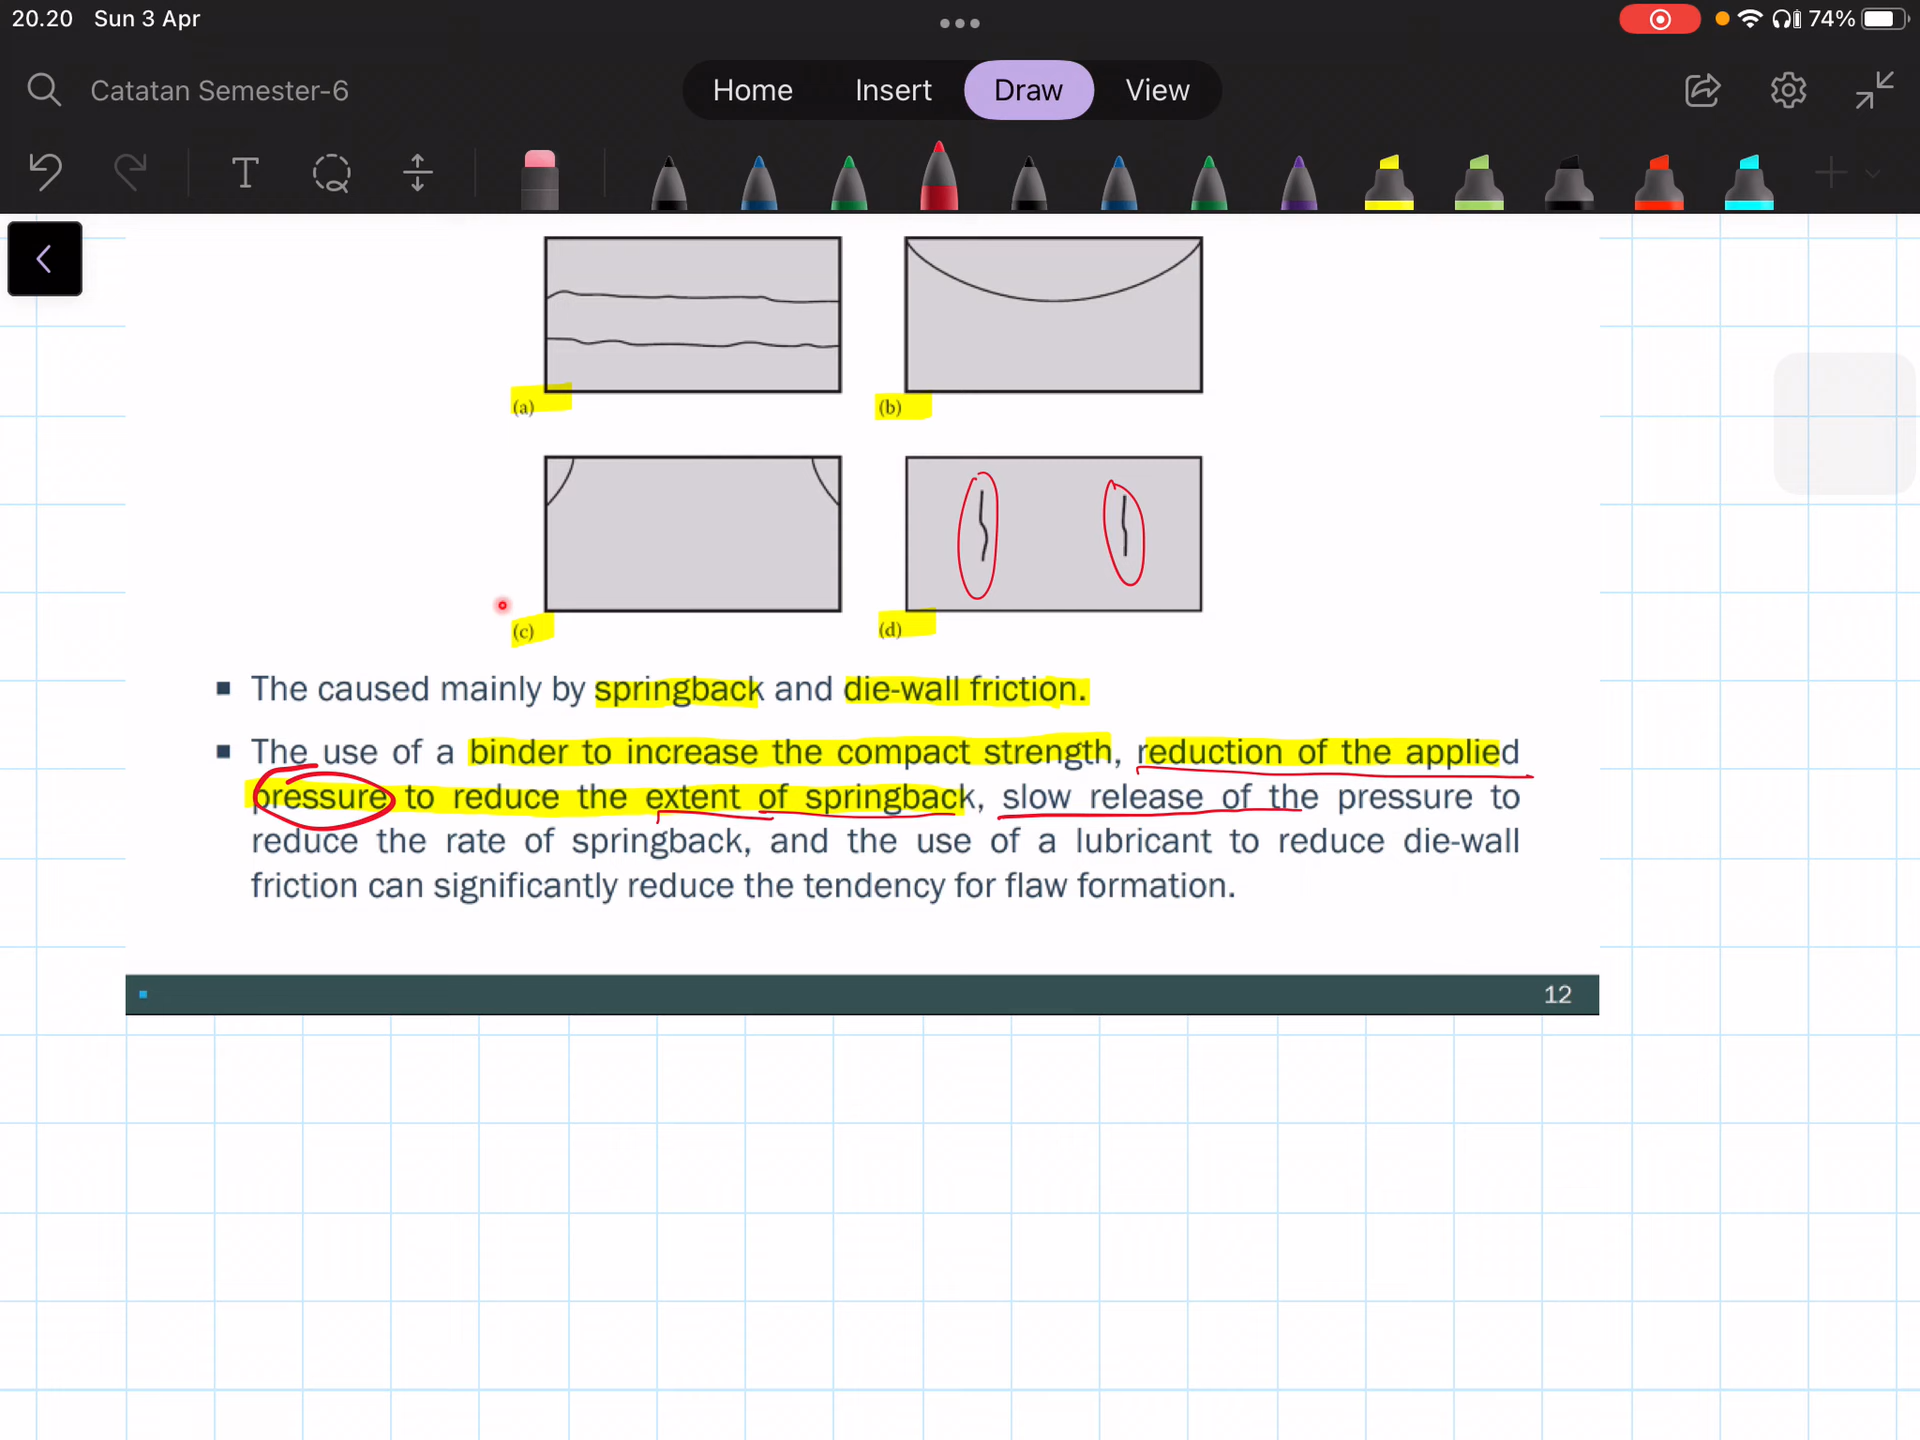 20.20 Sun 3 Apr
74%
Catatan Semester-6
Home Insert Draw View
T
(a) (b)
(c) (d)
▪ The caused mainly by springback and die-wall friction.
▪ The use of a binder to increase the compact strength, reduction of the applied
pressure to reduce the extent of springback, slow release of the pressure to
reduce the rate of springback, and the use of a lubricant to reduce die-wall
friction can significantly reduce the tendency for flaw formation.
12